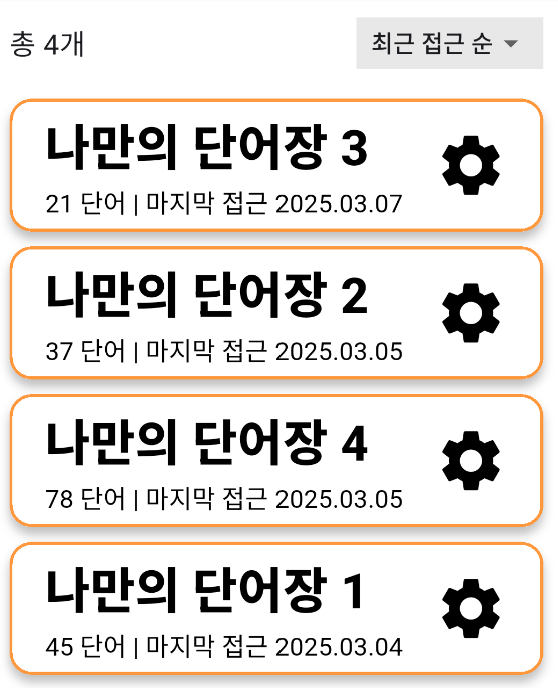 총 4개
최근 접근 순
나만의 단어장 3
21 단어 | 마지막 접근 2025.03.07
나만의 단어장 2
37 단어 | 마지막 접근 2025.03.05
나만의 단어장 4
78 단어 | 마지막 접근 2025.03.05
나만의 단어장 1
45 단어 | 마지막 접근 2025.03.04